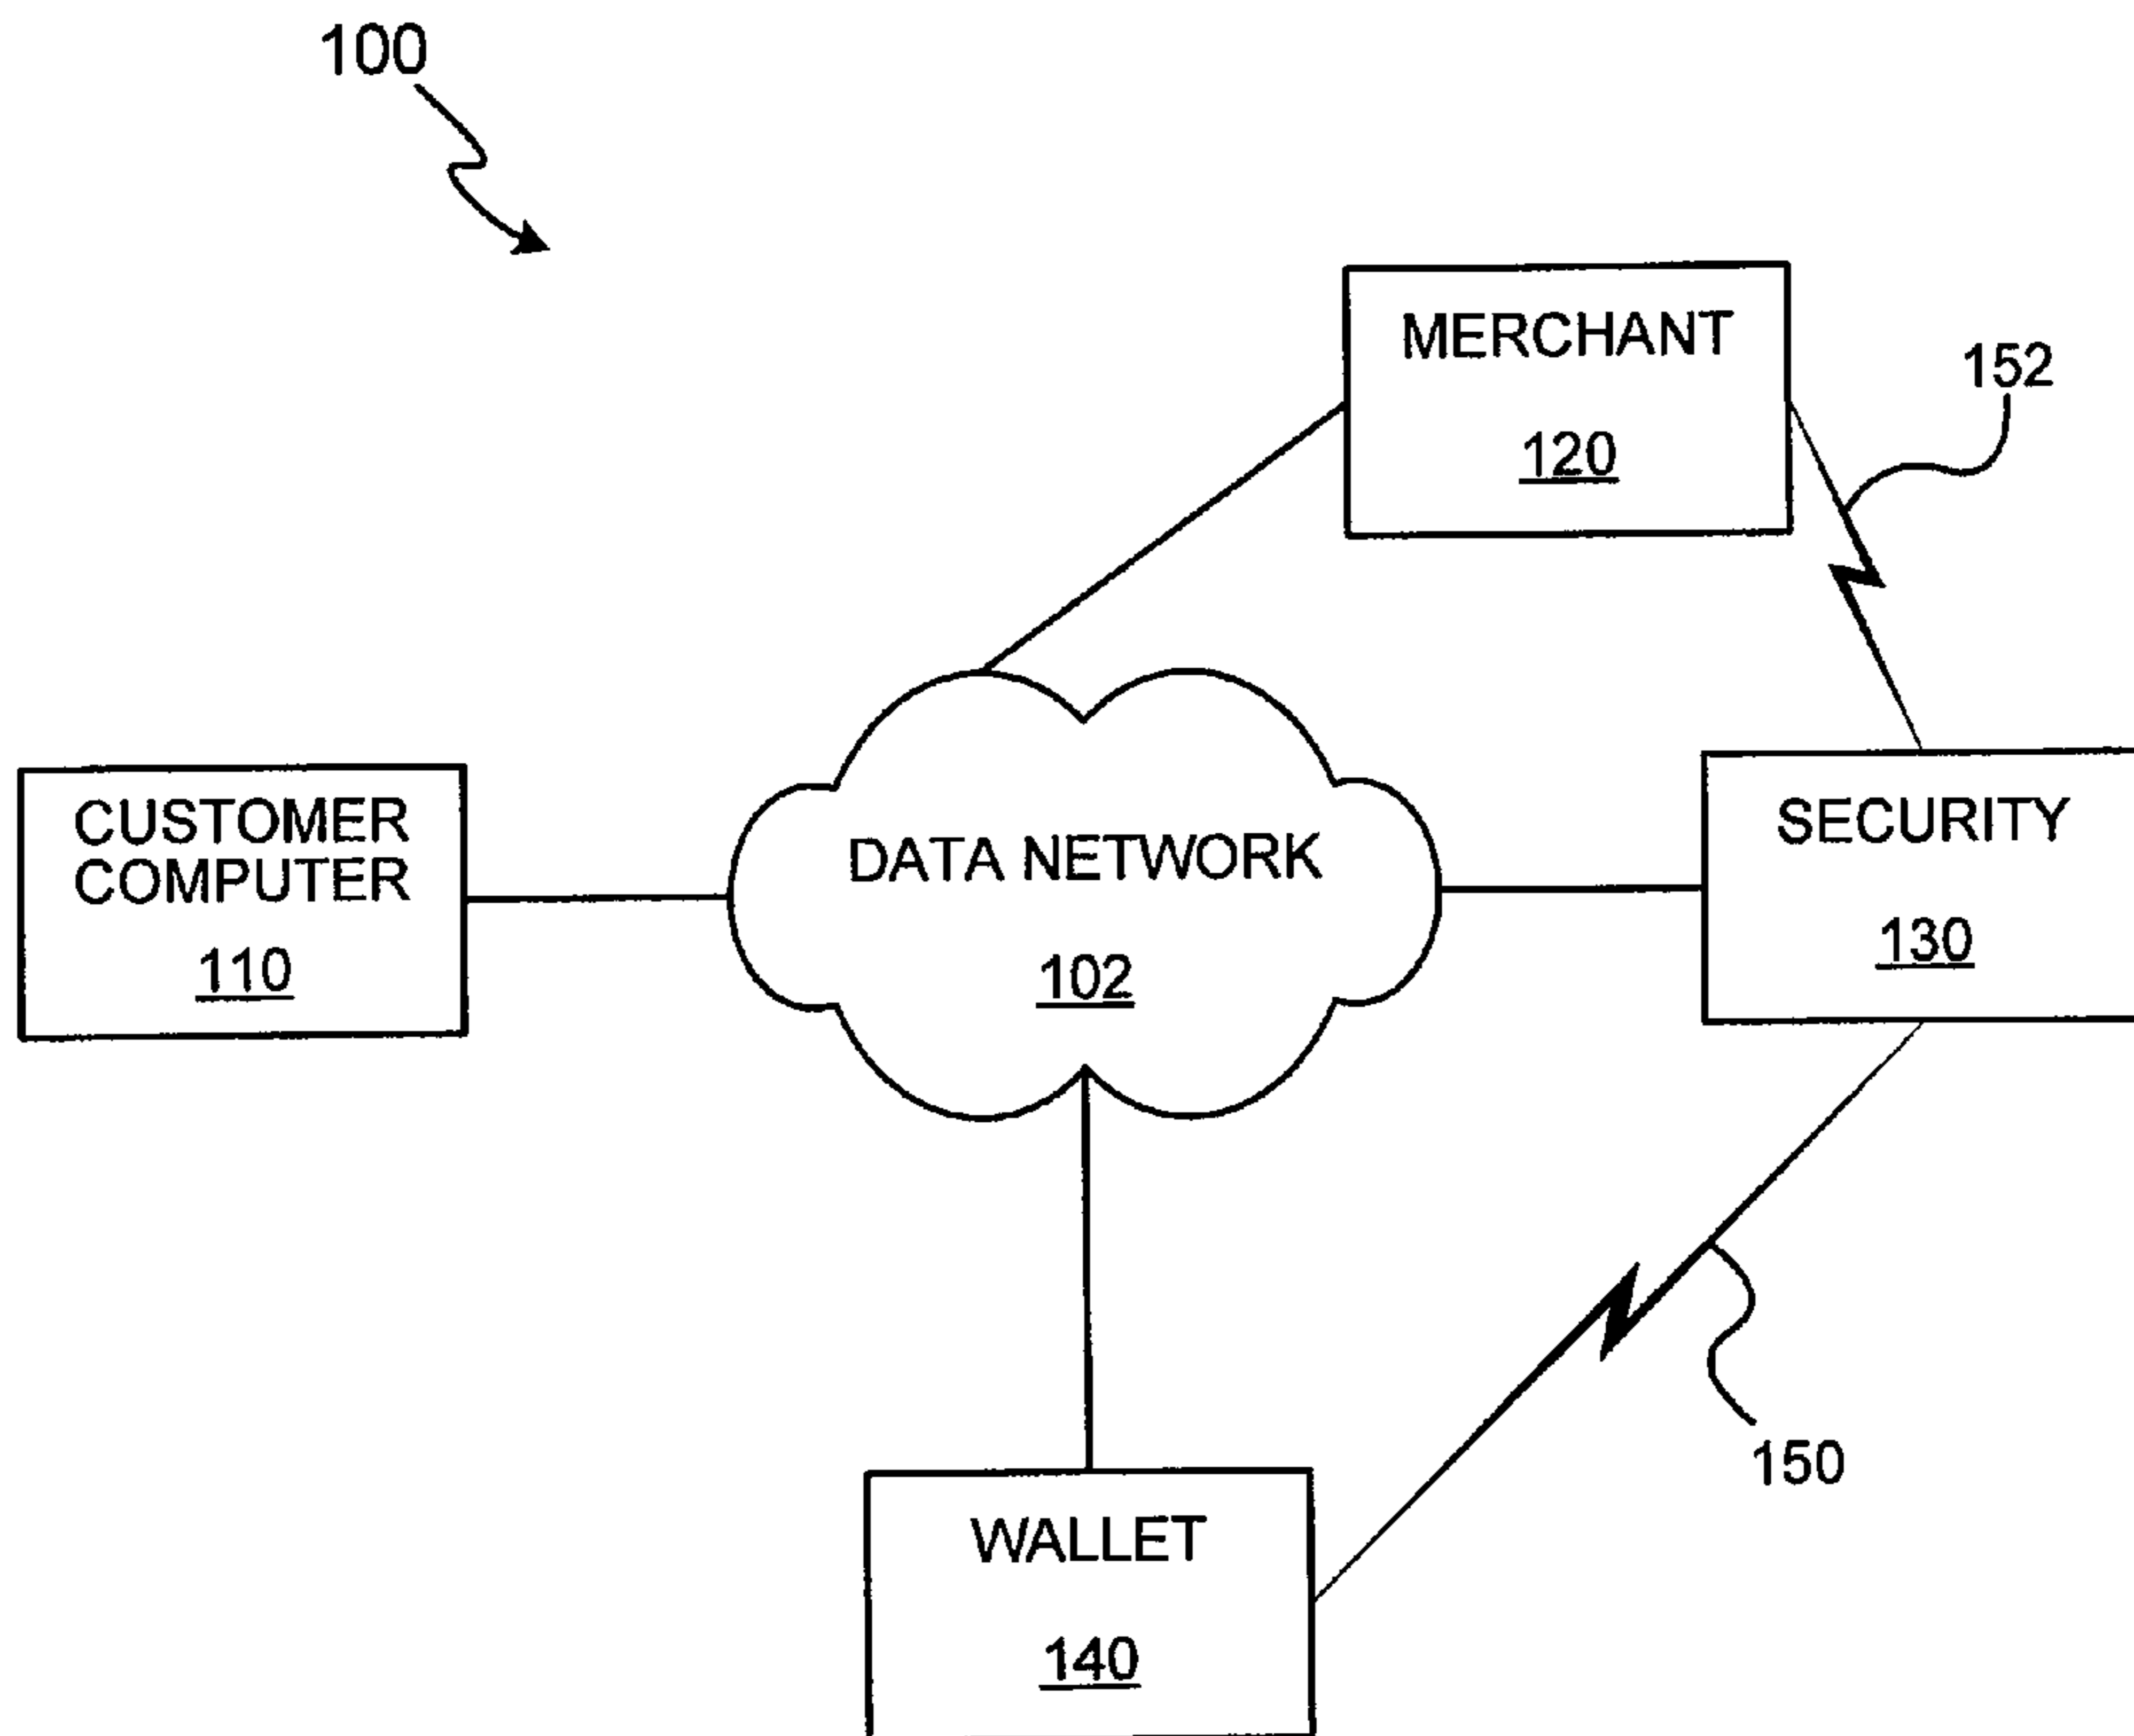 100
MERCHANT
120
152
CUSTOMER
COMPUTER
110
DATA NETWORK
102
SECURITY
130
WALLET
140
150